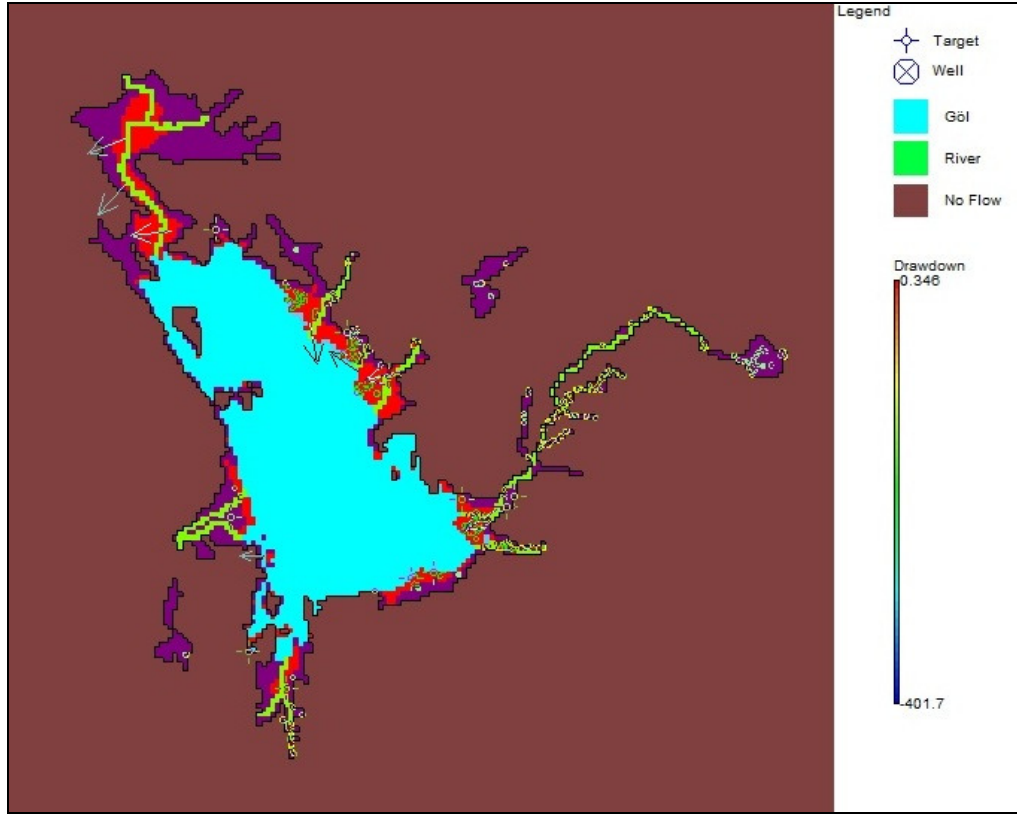 Legend
Target
Well
Göl
River
No Flow
Drawdown
0.346
-401.7